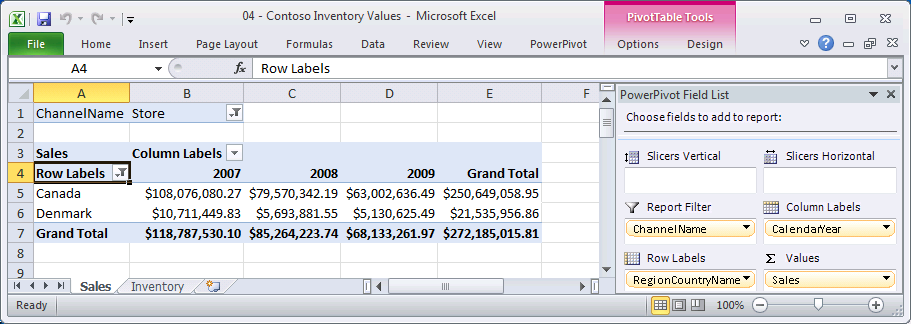 04 - Contoso Inventory Values - Microsoft Excel
PivotTable Tools
File Home Insert Page Layout Formulas Data Review View PowerPivot Options Design
A4 fx Row Labels
A B C D E F
1 ChannelName Store
2
3 Sales Column Labels
4 Row Labels 2007 2008 2009 Grand Total
5 Canada $108,076,080.27 $79,570,342.19 $63,002,636.49 $250,649,058.95
6 Denmark $10,711,449.83 $5,693,881.55 $5,130,625.49 $21,535,956.86
7 Grand Total $118,787,530.10 $85,264,223.74 $68,133,261.97 $272,185,015.81
8
9
Sales Inventory
PowerPivot Field List
Choose fields to add to report:
Slicers Vertical Slicers Horizontal
Report Filter Column Labels
ChannelName CalendarYear
Row Labels Σ Values
RegionCountryName Sales
Ready 100%